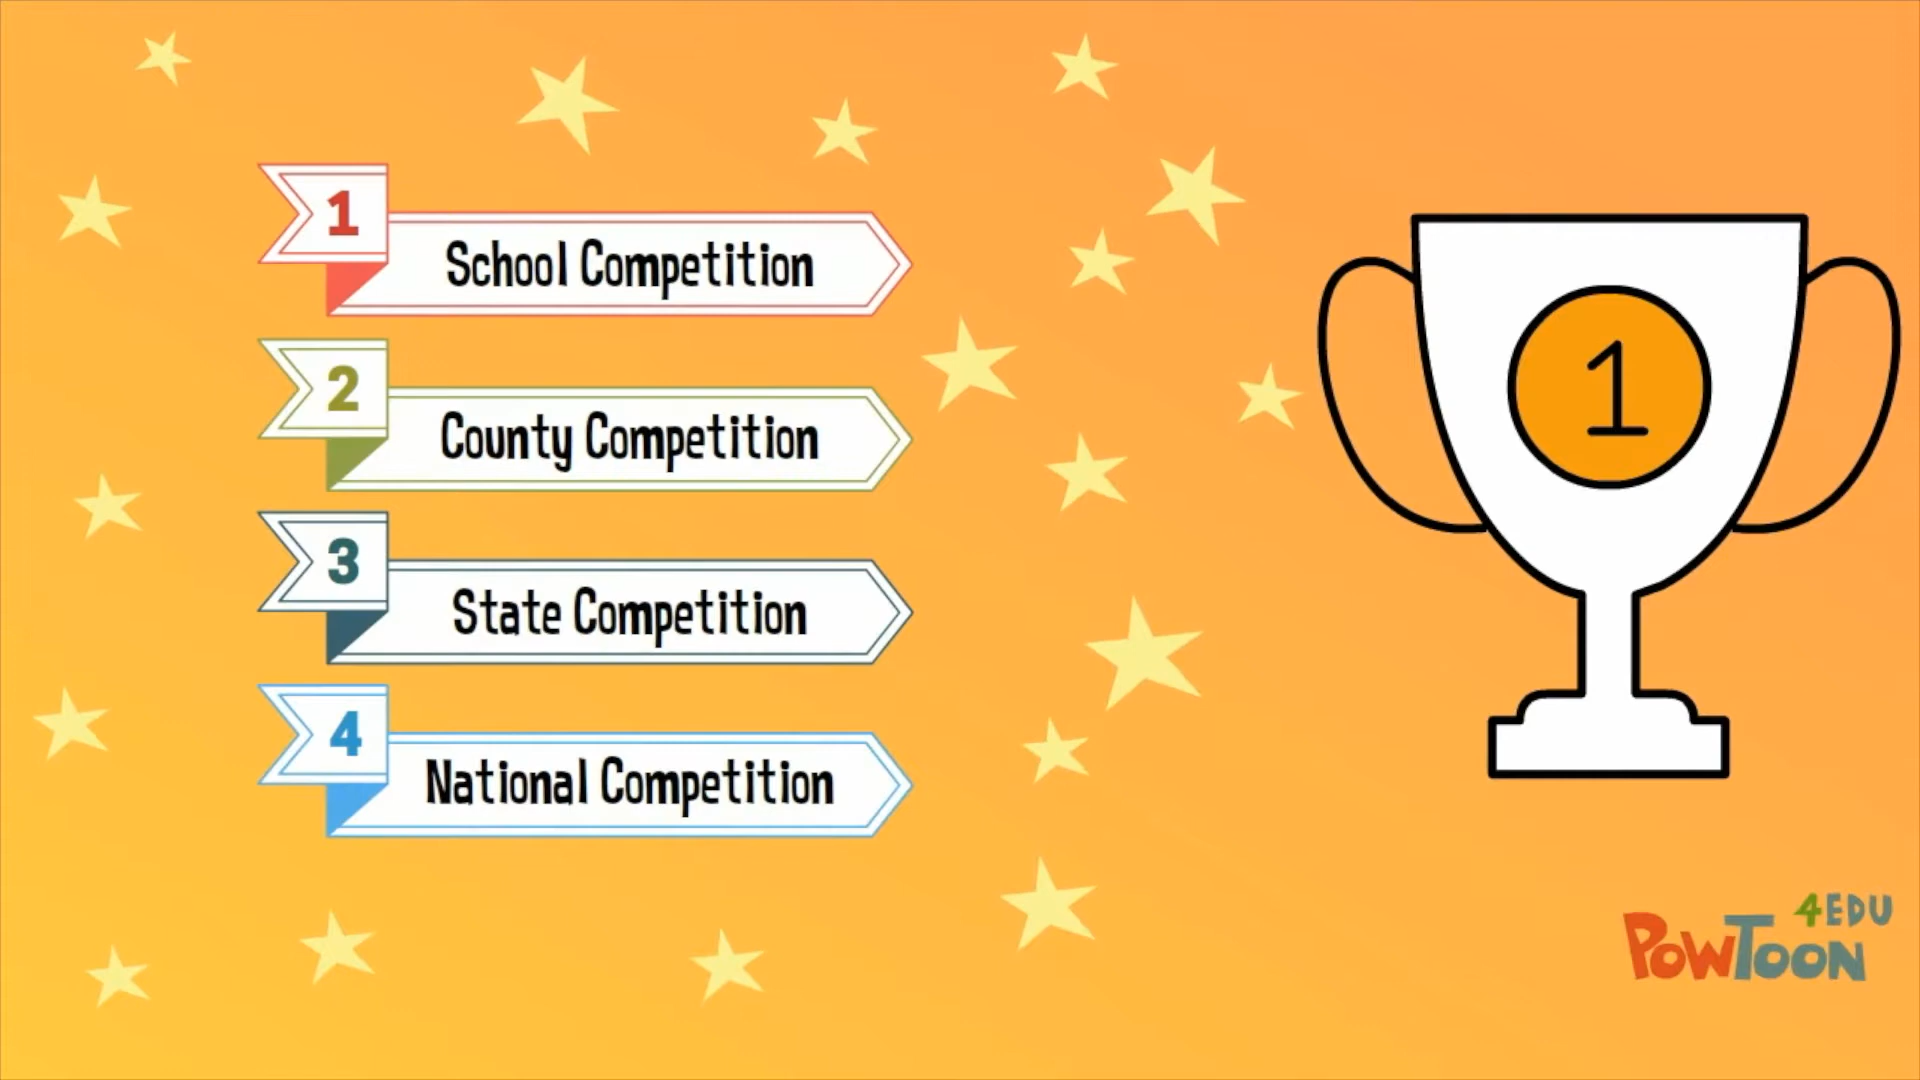 1
School Competition
2
County Competition
3
State Competition
4
National Competition
1
4EDU
POWTOON